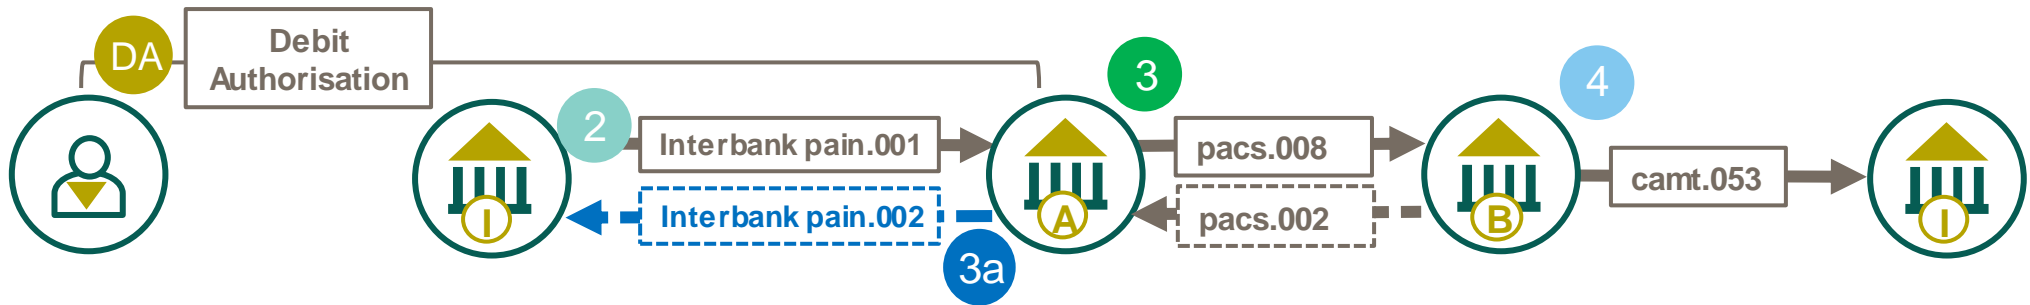 DA
Debit
Authorisation
2
Interbank pain.001
3
pacs.008
4
camt.053
Interbank pain.002
pacs.002
3a
I
A
B
I